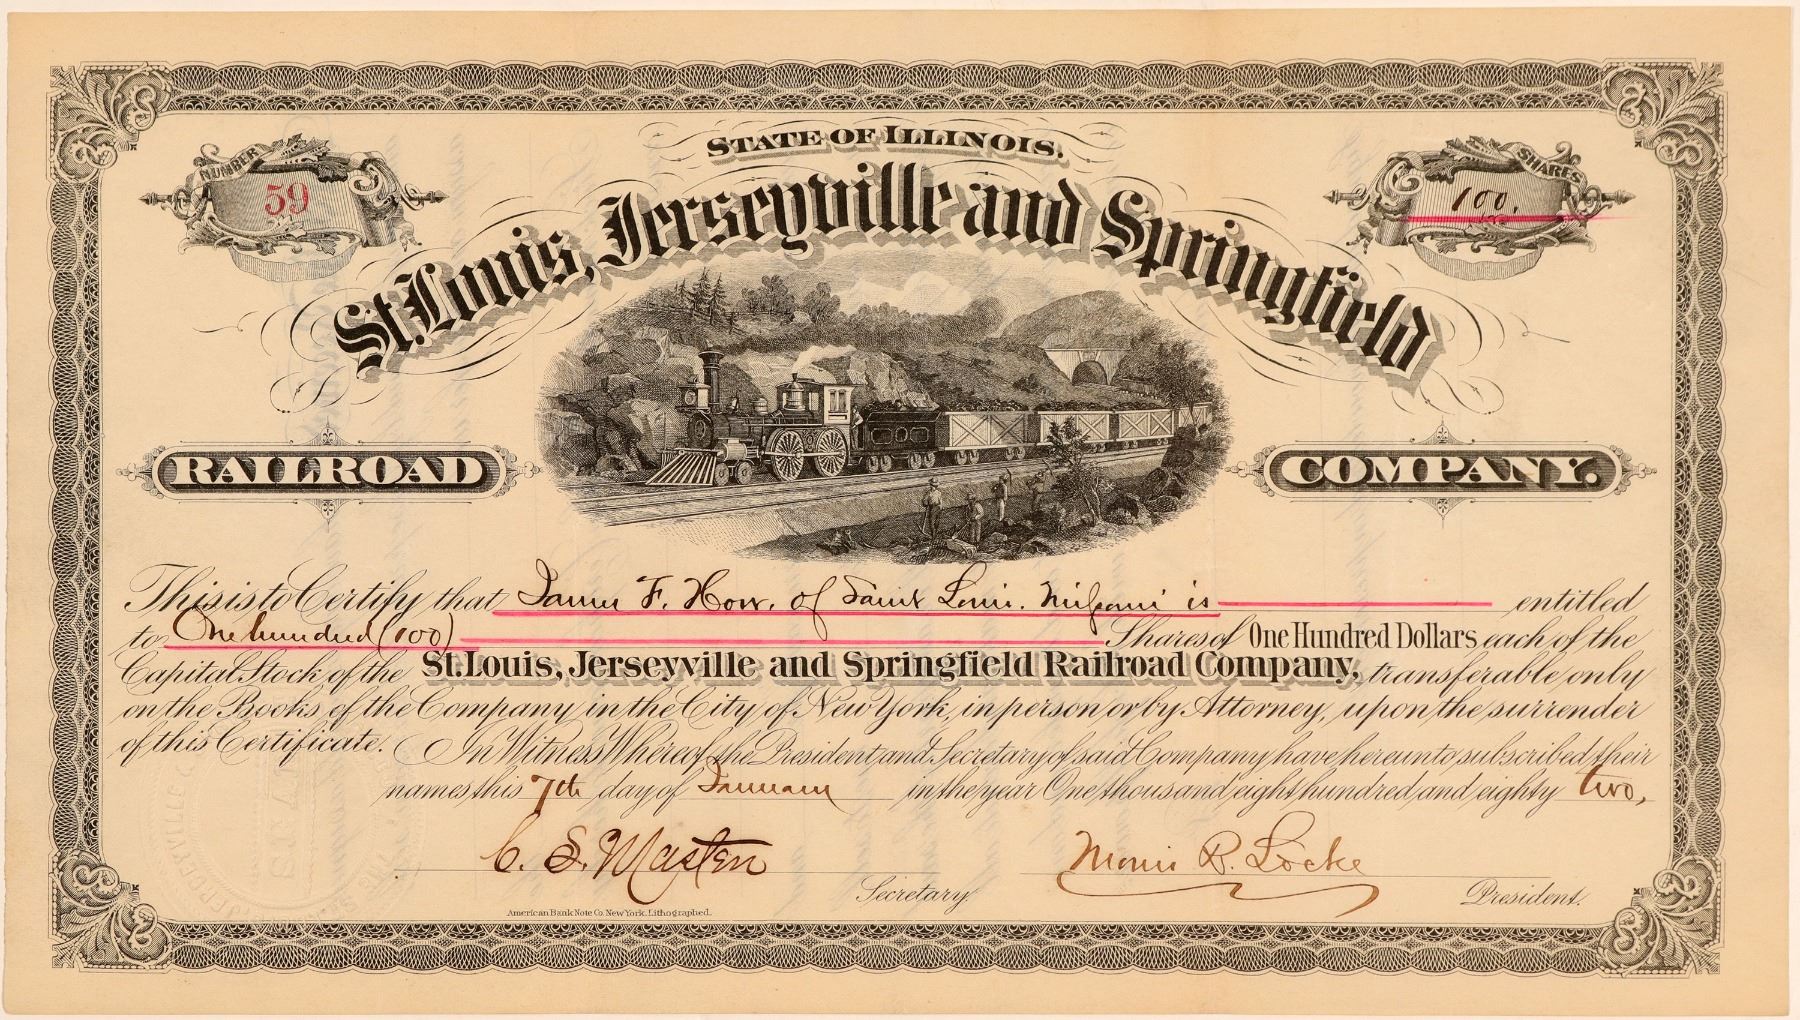 STATE OF ILLINOIS.
NUMBER 59
SHARES 100.
St. Louis, Jerseyville and Springfield
RAILROAD COMPANY.
This is to Certify that James F. How. of Saint Louis. Missouri is entitled
to One hundred (100) Shares of One Hundred Dollars each of the
Capital Stock of the St. Louis, Jerseyville and Springfield Railroad Company, transferable only
on the Books of the Company in the City of New York, in person or by Attorney, upon the surrender
of this Certificate. In Witness Whereof the President and Secretary of said Company have hereunto subscribed their
names this 7th day of January in the year One thousand eight hundred and eighty two,
C. S. Masten Secretary.
Morris R. Locke President.
American Bank Note Co. New York. Lithographed.